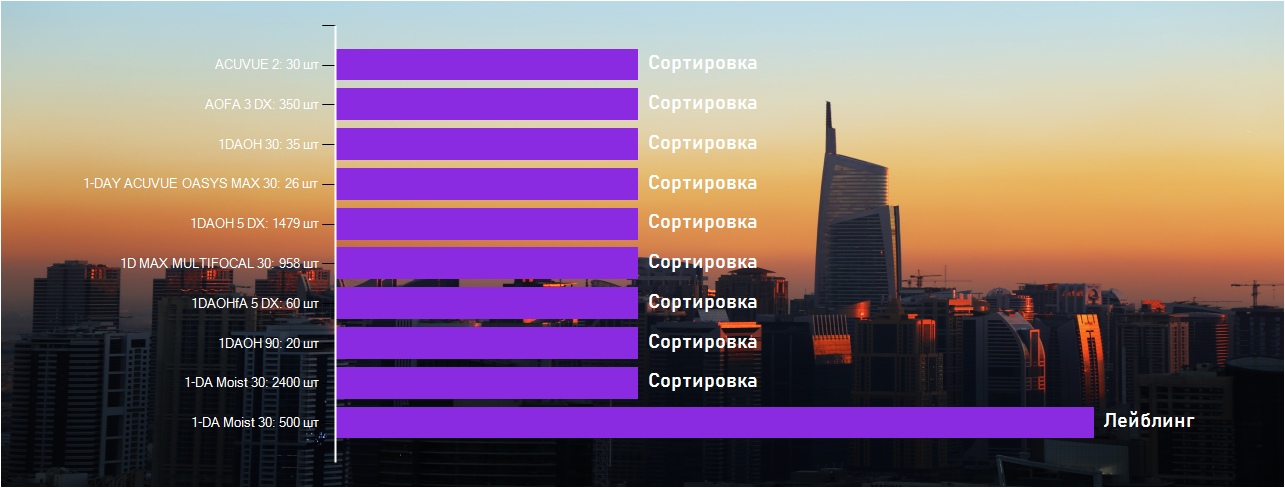 ACUVUE 2: 30 шт Сортировка
AOFA 3 DX: 350 шт Сортировка
1DAOH 30: 35 шт Сортировка
1-DAY ACUVUE OASYS MAX 30: 26 шт Сортировка
1DAOH 5 DX: 1479 шт Сортировка
1D MAX MULTIFOCAL 30: 958 шт Сортировка
1DAOHfA 5 DX: 60 шт Сортировка
1DAOH 90: 20 шт Сортировка
1-DA Moist 30: 2400 шт Сортировка
1-DA Moist 30: 500 шт Лейблинг